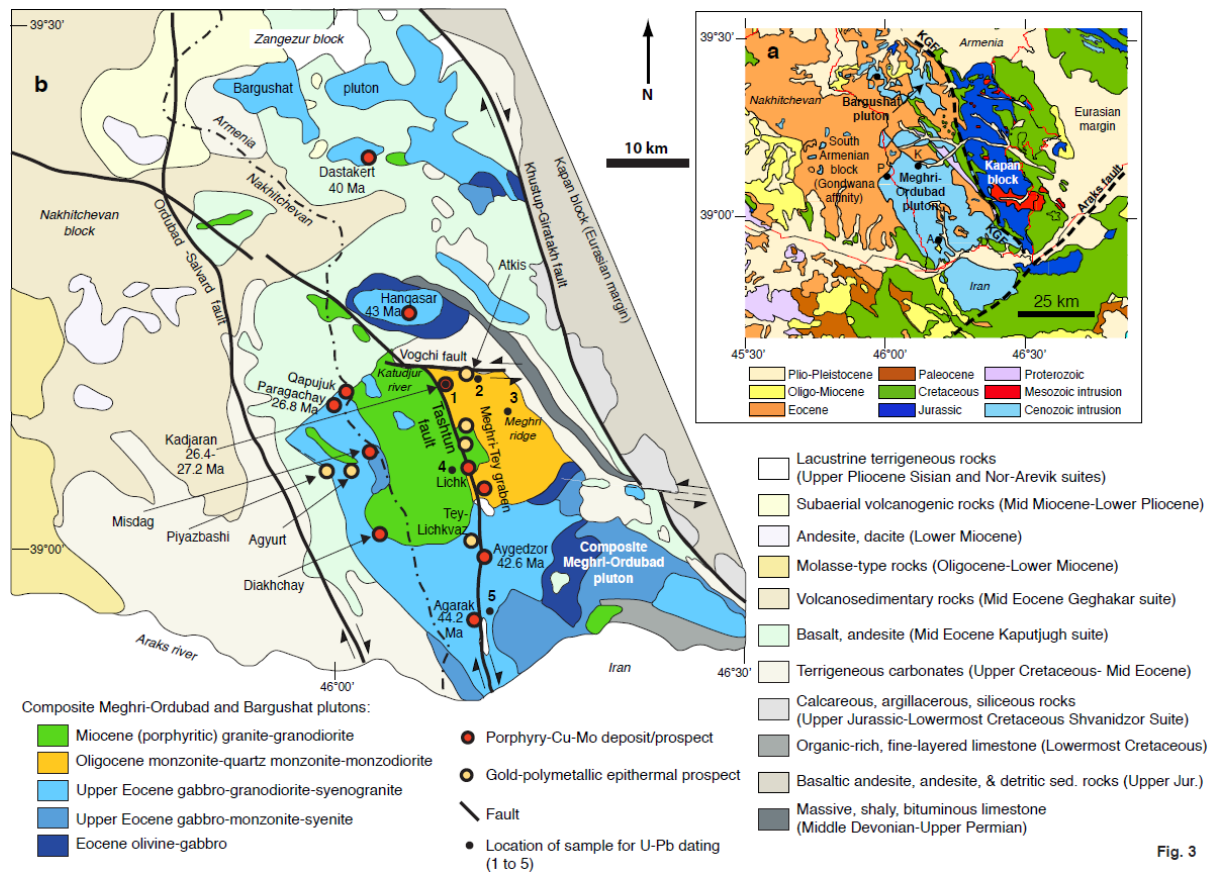 39°30'
b
Zangezur block
Bargushat
pluton
Armenia
Nakhitchevan
Dastakert
40 Ma
Nakhitchevan
block
Ordubad
Salvard fault
Khustup-Giratakh fault
Kapan block (Eurasian margin)
N
10 km
Atkis
Hanqasar
43 Ma
Vogchi fault
Katudjur
river
Qapujuk
Paragachay
26.8 Ma
1
2
3
Meghri
ridge
Tashtun
fault
Meghri-Tey graben
Kadjaran
26.4-
27.2 Ma
4
Lichk
Misdag
Piyazbashi
Agyurt
Tey-
Lichkvaz
39°00'
Diakhchay
Aygedzor
42.6 Ma
Composite
Meghri-Ordubad
pluton
Agarak
44.2
Ma
5
Araks river
46°00'
Iran
46°30'
a
39°30'
39°00'
45°30'
46°00'
46°30'
KGF
Armenia
Nakhitchevan
D
Bargushat
pluton
Eurasian
margin
South
Armenian
block
(Gondwana
affinity)
K
P
Meghri-
Ordubad
pluton
Kapan
block
Araks fault
A
KGF
Iran
25 km
Plio-Pleistocene
Paleocene
Proterozoic
Oligo-Miocene
Cretaceous
Mesozoic intrusion
Eocene
Jurassic
Cenozoic intrusion
Lacustrine terrigeneous rocks
(Upper Pliocene Sisian and Nor-Arevik suites)
Subaerial volcanogenic rocks (Mid Miocene-Lower Pliocene)
Andesite, dacite (Lower Miocene)
Molasse-type rocks (Oligocene-Lower Miocene)
Volcanosedimentary rocks (Mid Eocene Geghakar suite)
Basalt, andesite (Mid Eocene Kaputjugh suite)
Terrigeneous carbonates (Upper Cretaceous- Mid Eocene)
Calcareous, argillacerous, siliceous rocks
(Upper Jurassic-Lowermost Cretaceous Shvanidzor Suite)
Organic-rich, fine-layered limestone (Lowermost Cretaceous)
Basaltic andesite, andesite, & detritic sed. rocks (Upper Jur.)
Massive, shaly, bituminous limestone
(Middle Devonian-Upper Permian)
Composite Meghri-Ordubad and Bargushat plutons:
Miocene (porphyritic) granite-granodiorite
Oligocene monzonite-quartz monzonite-monzodiorite
Upper Eocene gabbro-granodiorite-syenogranite
Upper Eocene gabbro-monzonite-syenite
Eocene olivine-gabbro
Porphyry-Cu-Mo deposit/prospect
Gold-polymetallic epithermal prospect
Fault
Location of sample for U-Pb dating
(1 to 5)
Fig. 3